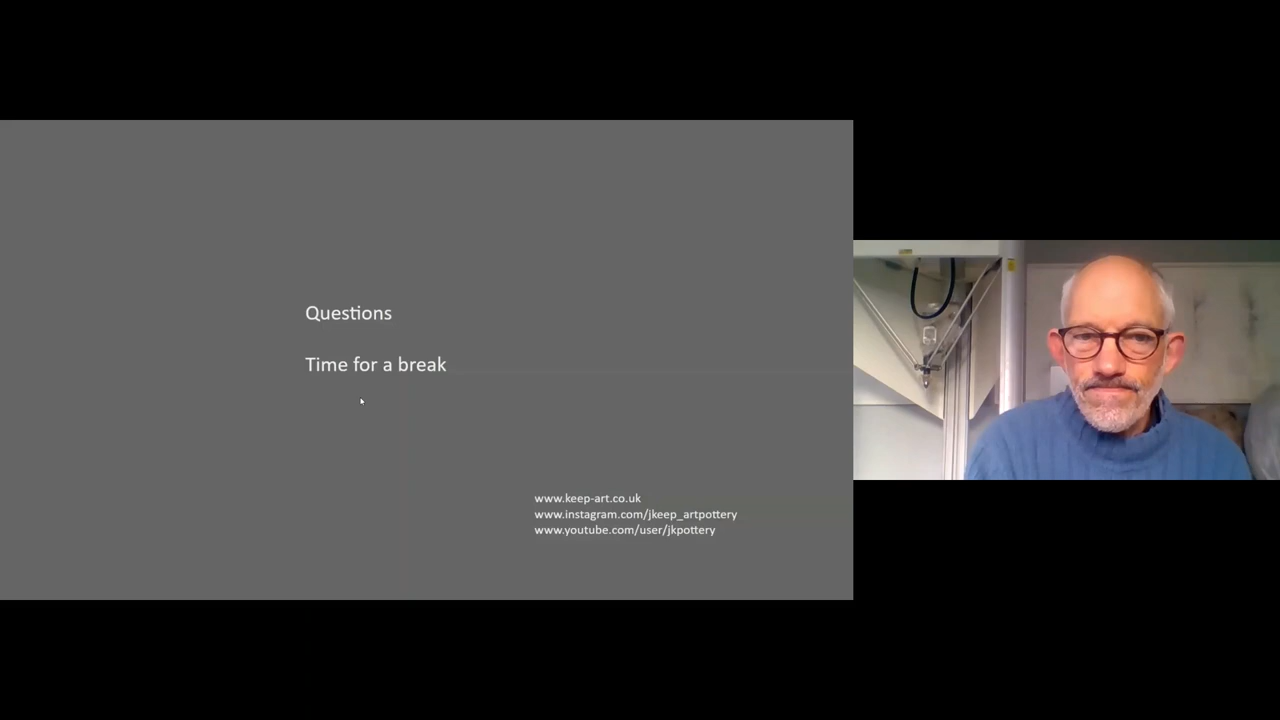 Questions
Time for a break
www.keep-art.co.uk
www.instagram.com/jkeep_artpottery
www.youtube.com/user/jkpottery